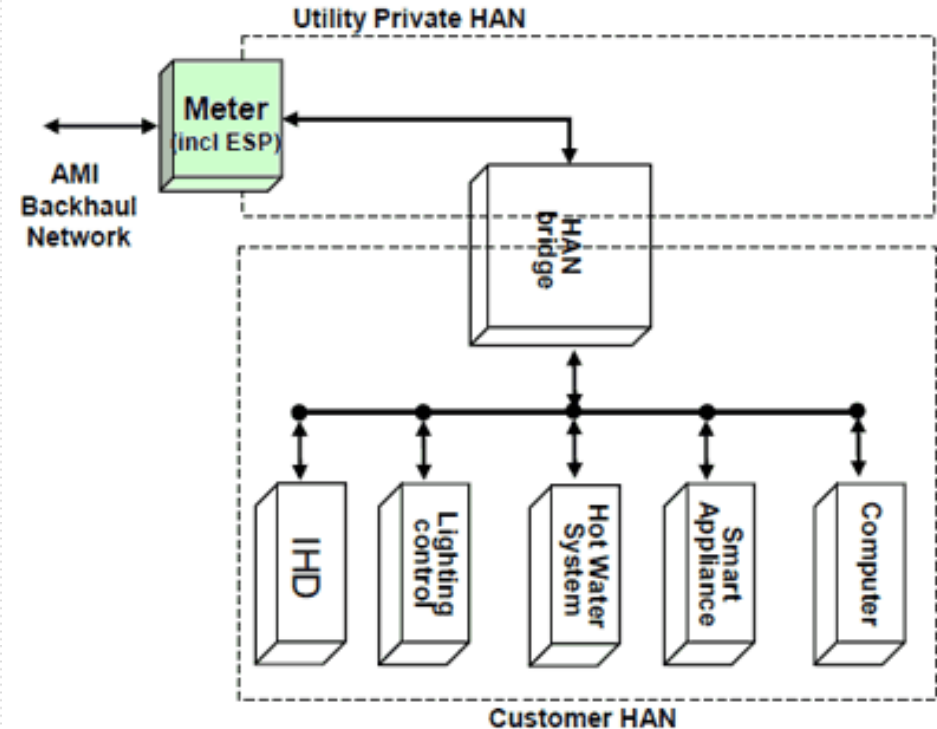 Utility Private HAN
Meter
(incl ESP)
AMI
Backhaul
Network
HAN
bridge
IHD
Lighting
control
Hot Water
System
Smart
Appliance
Computer
Customer HAN